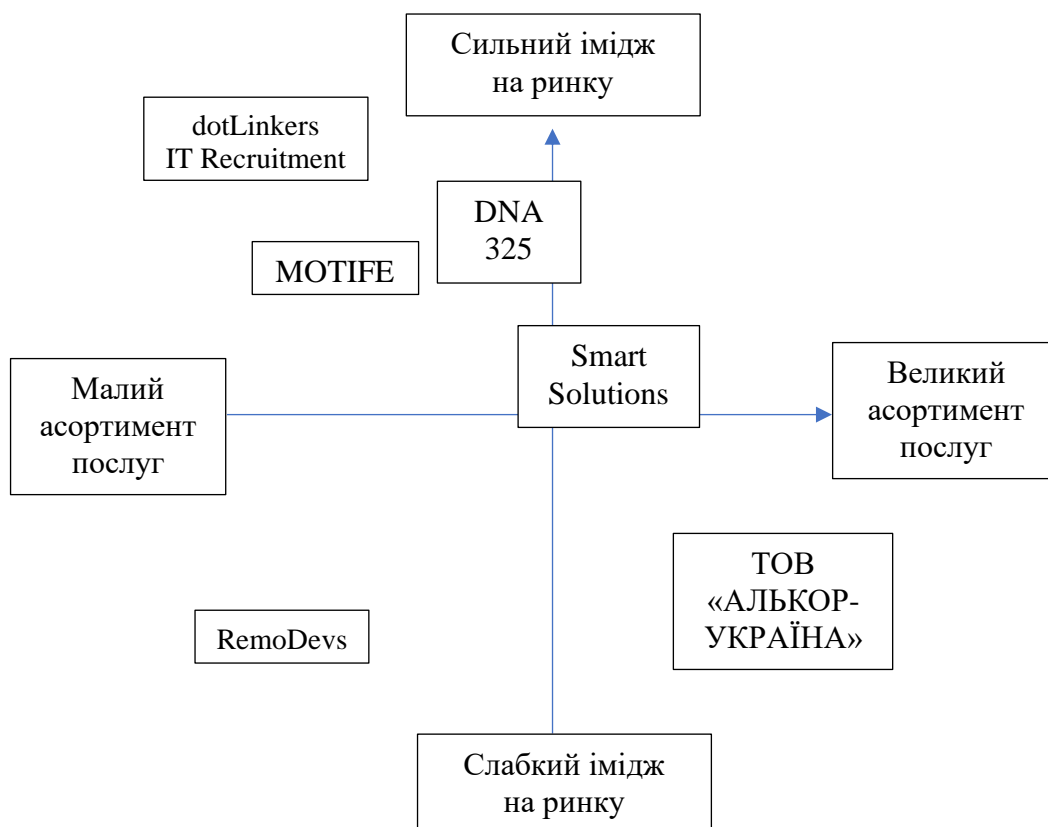 Сильний імідж
на ринку
dotLinkers
IT Recruitment
DNA
325
MOTIFE
Smart
Solutions
Малий
асортимент
послуг
Великий
асортимент
послуг
ТОВ
«АЛЬКОР-
УКРАЇНА»
RemoDevs
Слабкий імідж
на ринку